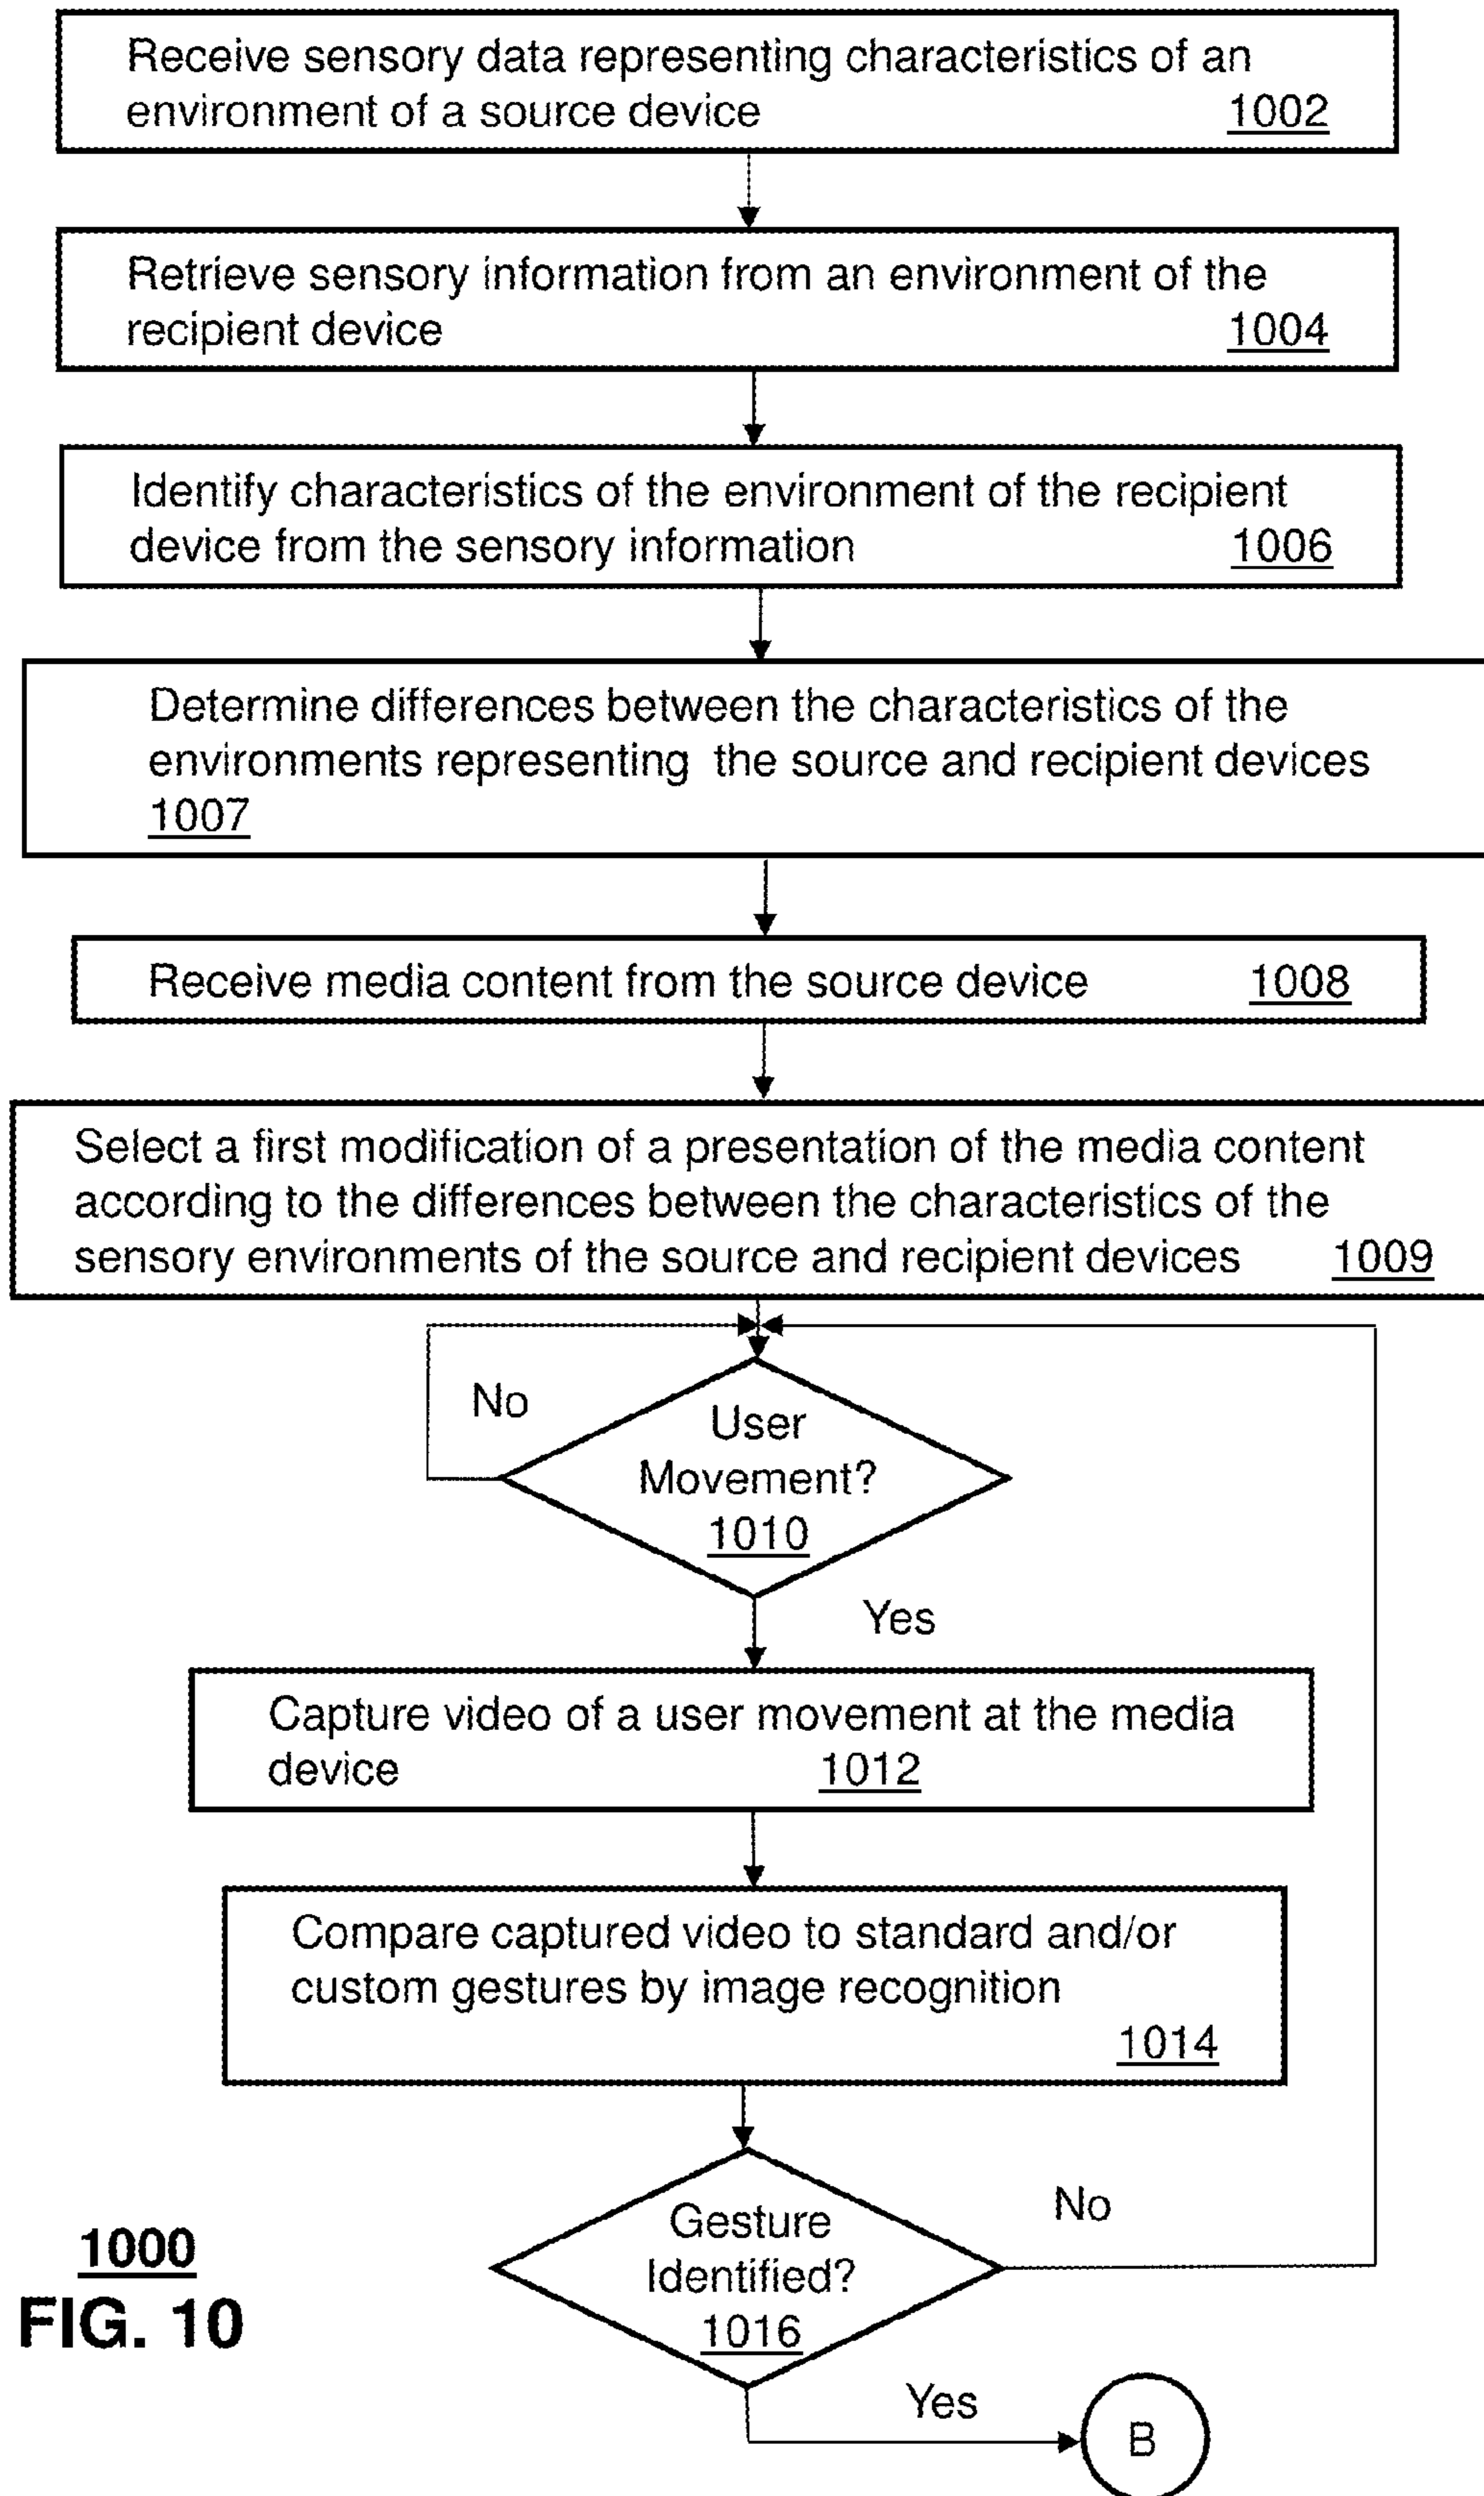 Receive sensory data representing characteristics of an
environment of a source device 1002
Retrieve sensory information from an environment of the
recipient device 1004
Identify characteristics of the environment of the recipient
device from the sensory information 1006
Determine differences between the characteristics of the
environments representing the source and recipient devices
1007
Receive media content from the source device 1008
Select a first modification of a presentation of the media content
according to the differences between the characteristics of the
sensory environments of the source and recipient devices 1009
No
User
Movement?
1010
Yes
Capture video of a user movement at the media
device 1012
Compare captured video to standard and/or
custom gestures by image recognition
1014
No
Gesture
Identified?
1016
Yes
B
1000
FIG. 10